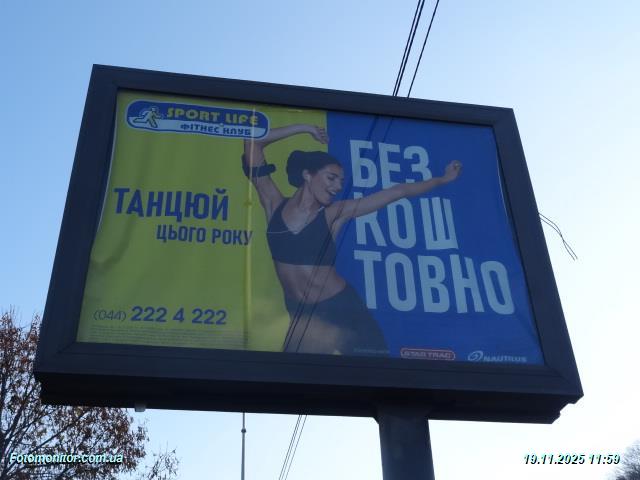 SPORT LIFE
ФІТНЕС КЛУБ
ТАНЦЮЙ
ЦЬОГО РОКУ
БЕЗ
КОШ
ТОВНО
(044) 222 4 222
STAR TRAC
NAUTILUS
Fotomonitor.com.ua
19.11.2025 11:59